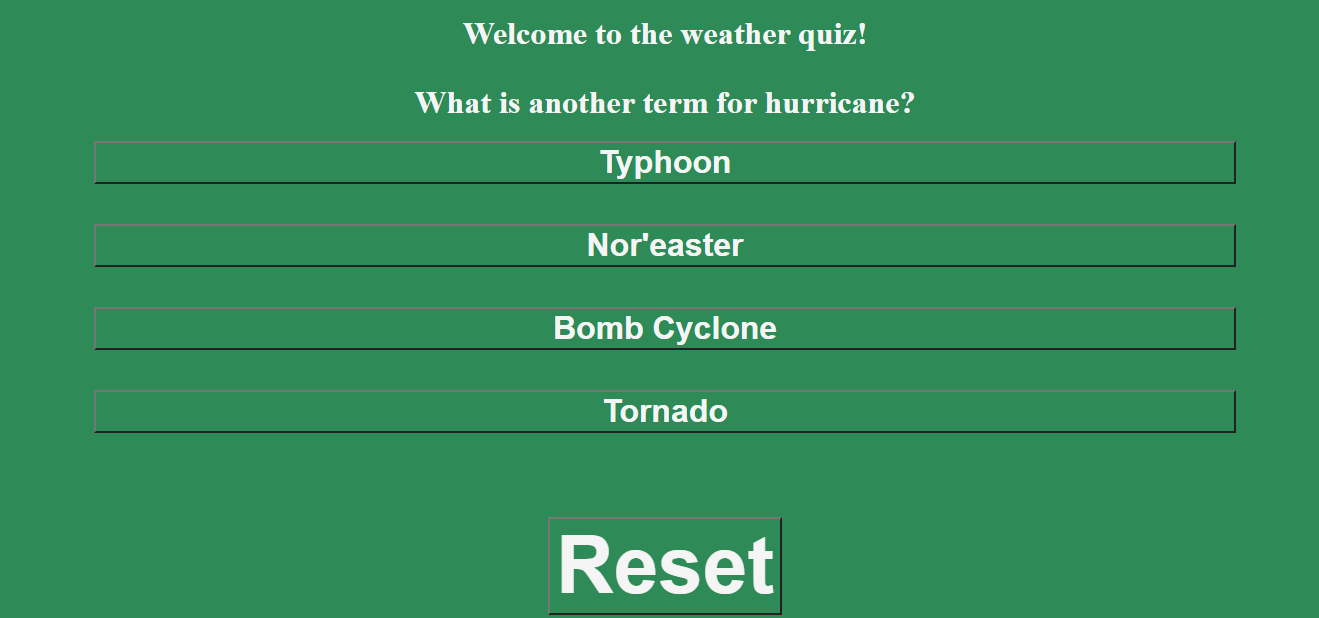 Welcome to the weather quiz!
What is another term for hurricane?
Typhoon
Nor'easter
Bomb Cyclone
Tornado
Reset